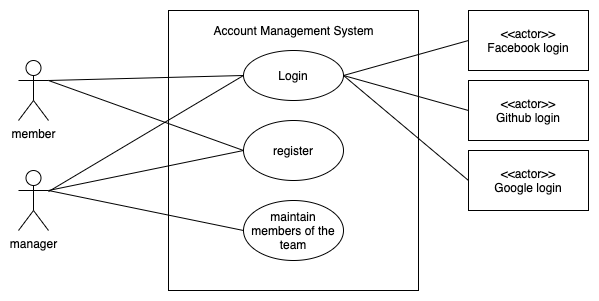 Account Management System
<<actor>>
Facebook login
Login
<<actor>>
Github login
member
register
<<actor>>
Google login
maintain
members of the
team
manager